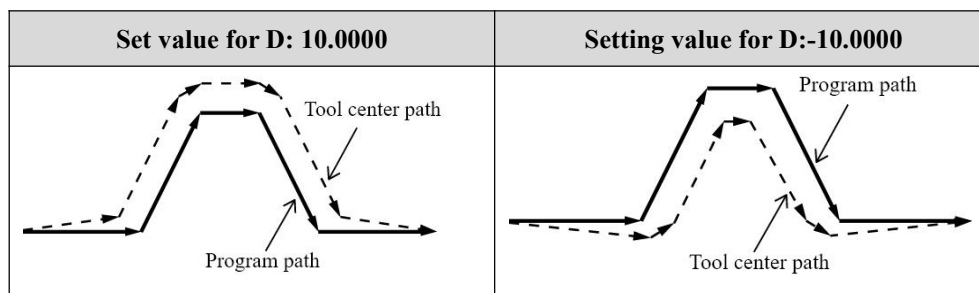 Set value for D: 10.0000
Setting value for D:-10.0000
Tool center path
Program path
Program path
Tool center path